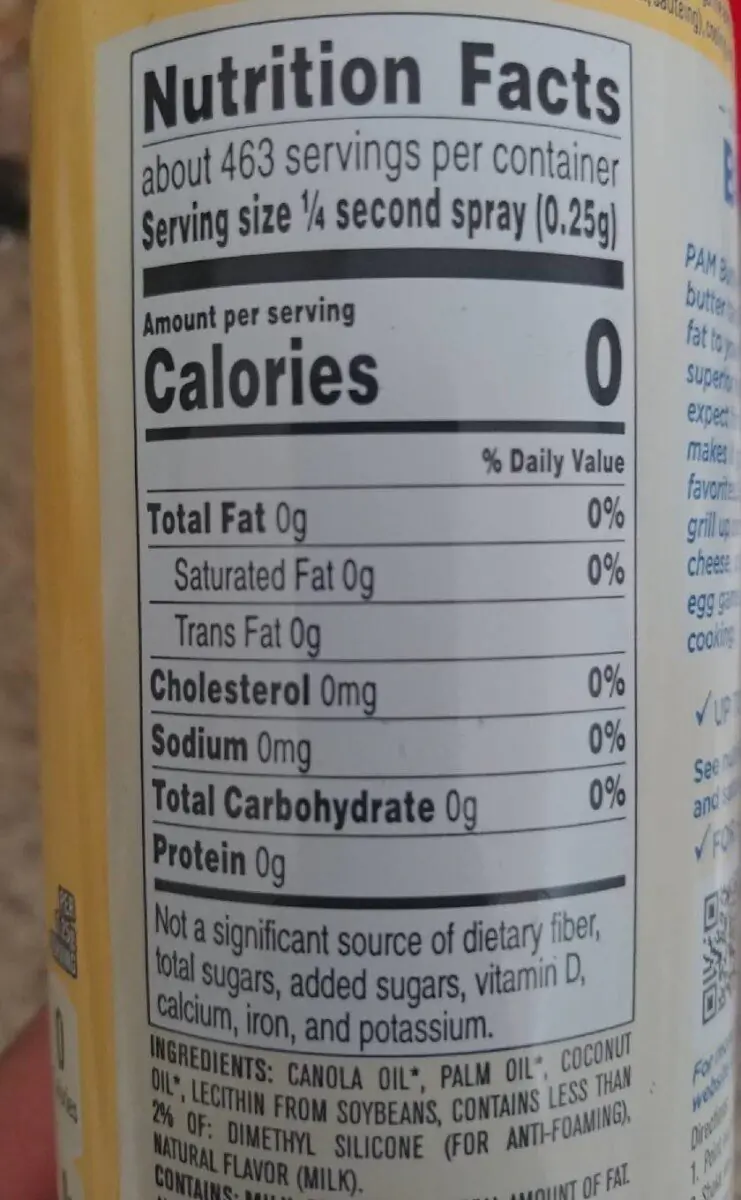 Nutrition Facts
about 463 servings per container
Serving size ¼ second spray (0.25g)
Amount per serving
Calories 0
% Daily Value
Total Fat 0g 0%
Saturated Fat 0g 0%
Trans Fat 0g
Cholesterol 0mg 0%
Sodium 0mg 0%
Total Carbohydrate 0g 0%
Protein 0g
Not a significant source of dietary fiber,
total sugars, added sugars, vitamin D,
calcium, iron, and potassium.
INGREDIENTS: CANOLA OIL*, PALM OIL*, COCONUT
OIL*, LECITHIN FROM SOYBEANS, CONTAINS LESS THAN
2% OF: DIMETHYL SILICONE (FOR ANTI-FOAMING),
NATURAL FLAVOR (MILK).
CONTAINS: AMOUNT OF FAT.
PAM
butter
fat to
expect
makes
grill up
cheese,
egg
cooking
✓ UP
See
and
✓ FO
0
1.